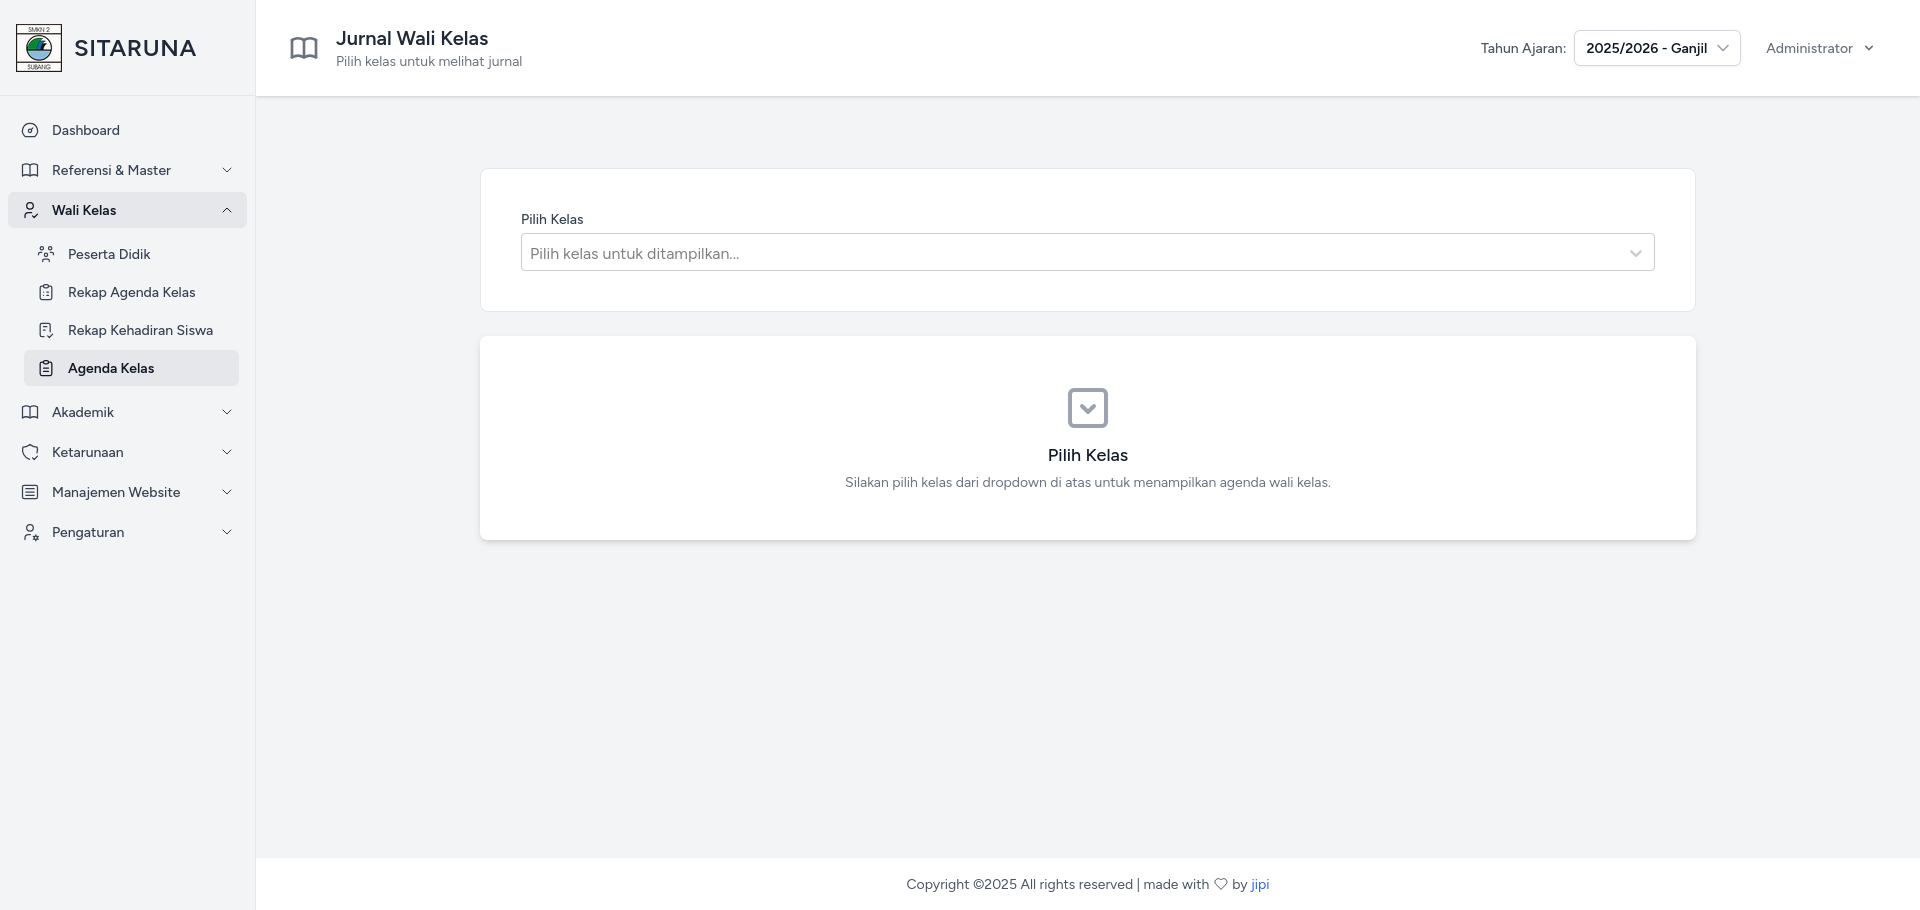 SMKN 2
SUBANG
SITARUNA
Dashboard
Referensi & Master
Wali Kelas
Peserta Didik
Rekap Agenda Kelas
Rekap Kehadiran Siswa
Agenda Kelas
Akademik
Ketarunaan
Manajemen Website
Pengaturan
Jurnal Wali Kelas
Pilih kelas untuk melihat jurnal
Tahun Ajaran: 2025/2026 - Ganjil
Administrator
Pilih Kelas
Pilih kelas untuk ditampilkan...
Pilih Kelas
Silakan pilih kelas dari dropdown di atas untuk menampilkan agenda wali kelas.
Copyright ©2025 All rights reserved | made with ♡ by jipi